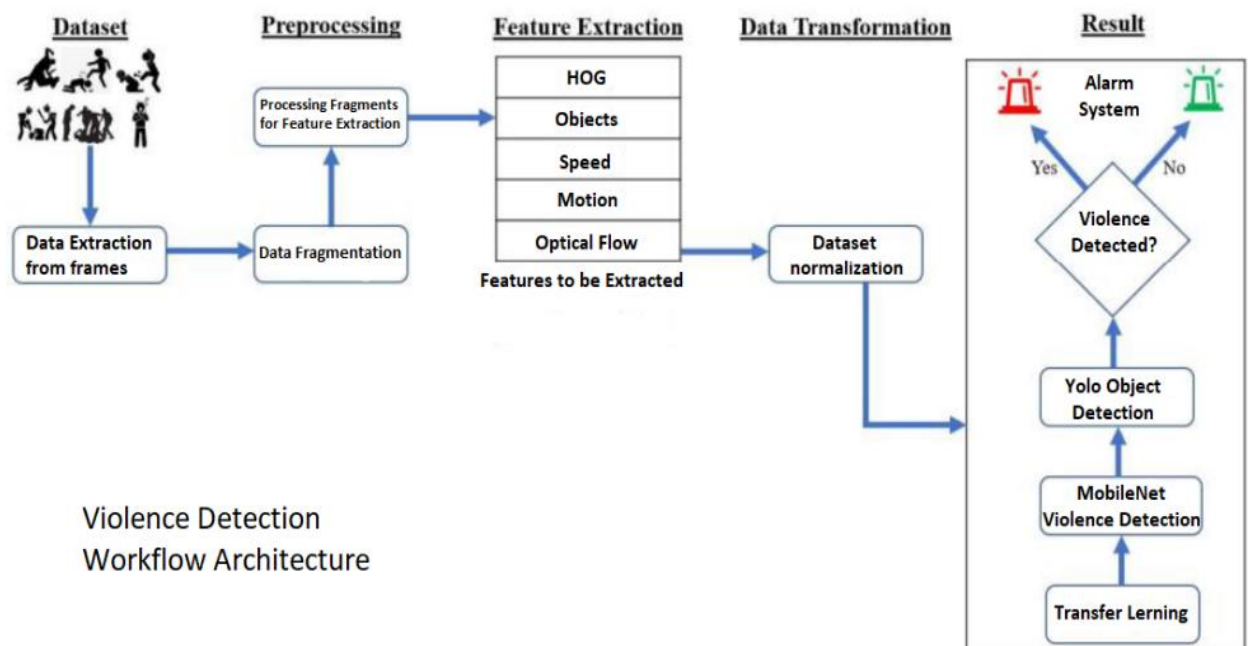 Dataset
Preprocessing
Feature Extraction
Data Transformation
Result
Data Extraction
from frames
Processing Fragments
for Feature Extraction
Data Fragmentation
HOG
Objects
Speed
Motion
Optical Flow
Features to be Extracted
Dataset
normalization
Alarm
System
Yes
No
Violence
Detected?
Yolo Object
Detection
MobileNet
Violence Detection
Transfer Lerning
Violence Detection
Workflow Architecture